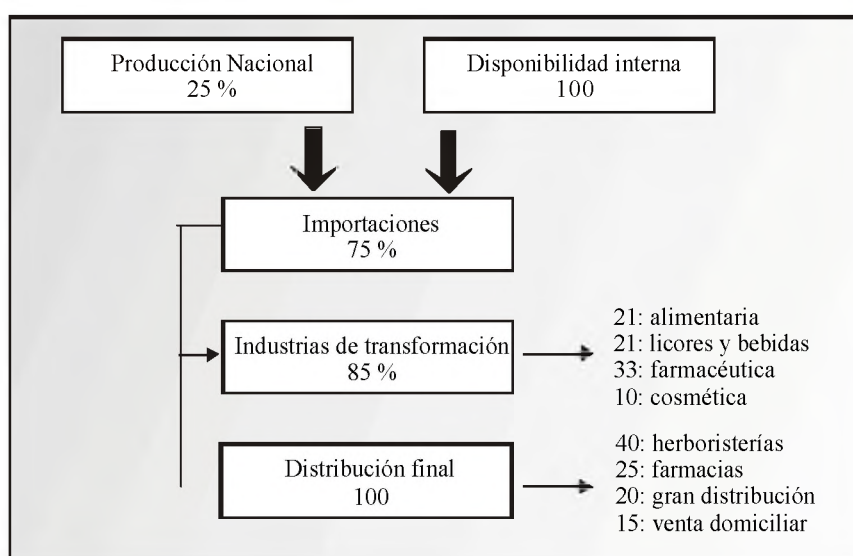 Producción Nacional
25 %
Disponibilidad interna
100
Importaciones
75 %
Industrias de transformación
85 %
21: alimentaria
21: licores y bebidas
33: farmacéutica
10: cosmética
Distribución final
100
40: herboristerías
25: farmacias
20: gran distribución
15: venta domiciliar